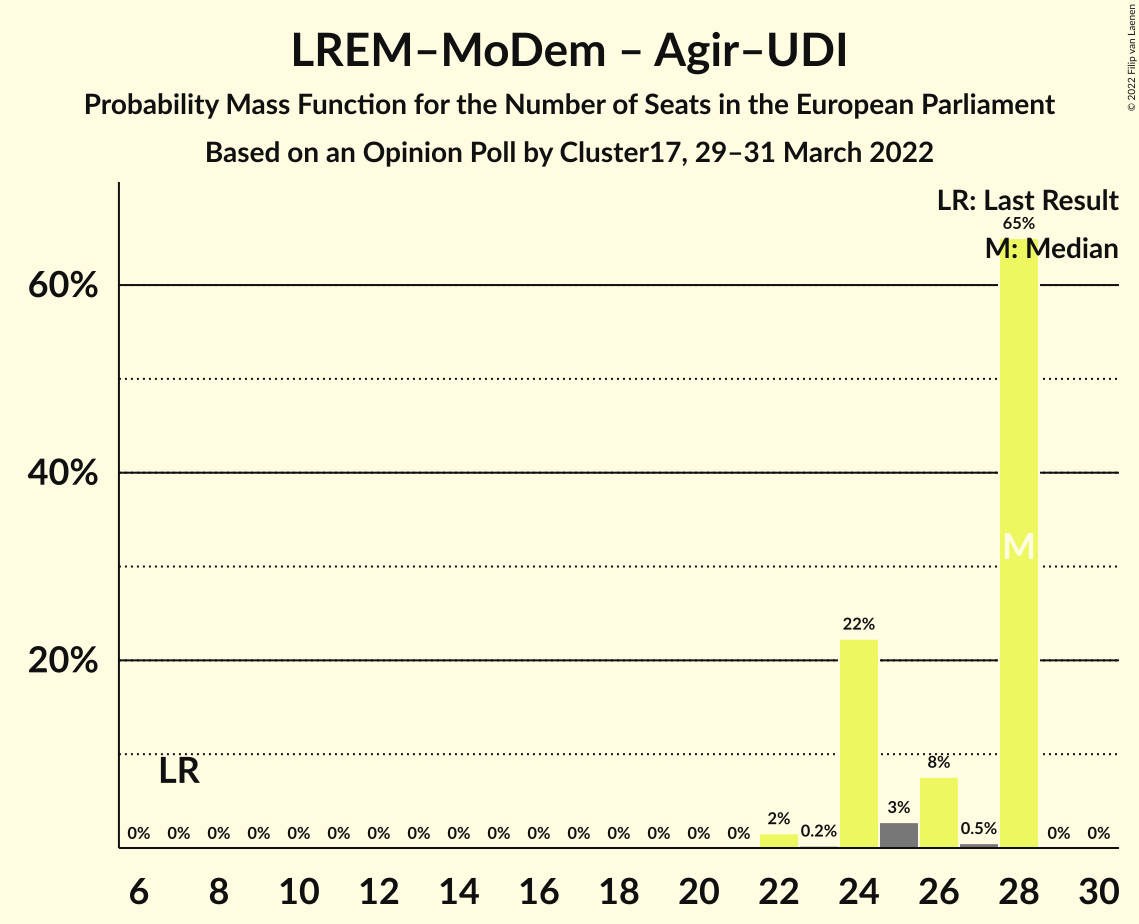 LREM–MoDem – Agir–UDI
Probability Mass Function for the Number of Seats in the European Parliament
Based on an Opinion Poll by Cluster17, 29–31 March 2022
© 2022 Filip van Laenen
LR: Last Result
65%
M: Median
60%
40%
M
22%
20%
LR
8%
3%
2%
0.5%
0.2%
0% 0% 0% 0% 0% 0% 0% 0% 0% 0% 0% 0% 0% 0% 0% 0% 0% 0%
6 8 10 12 14 16 18 20 22 24 26 28 30